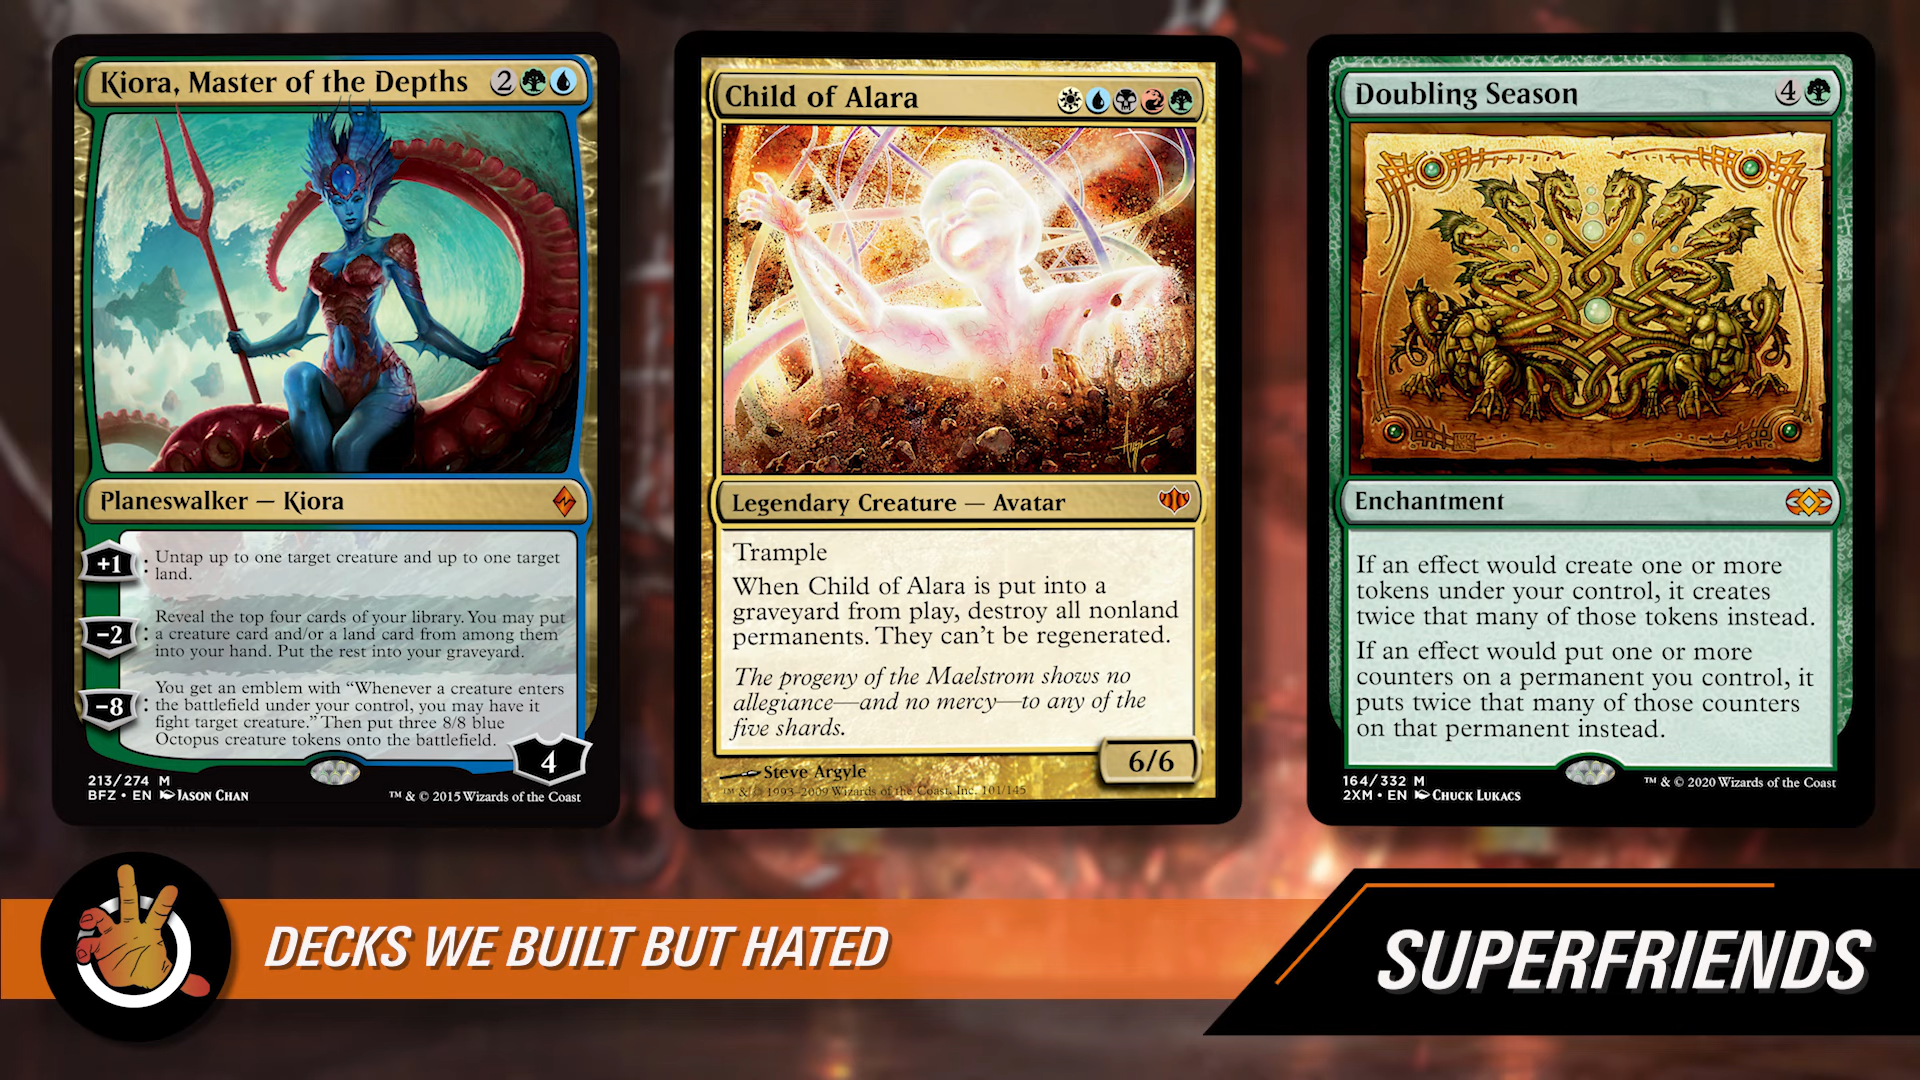 Kiora, Master of the Depths 2
Planeswalker — Kiora
+1 : Untap up to one target creature and up to one target
land.
-2 : Reveal the top four cards of your library. You may put
a creature card and/or a land card from among them
into your hand. Put the rest into your graveyard.
-8 : You get an emblem with “Whenever a creature enters
the battlefield under your control, you may have it
fight target creature.” Then put three 8/8 blue
Octopus creature tokens onto the battlefield.
4
213/274 M
BFZ • EN Jason Chan
™ & © 2015 Wizards of the Coast
Child of Alara
Legendary Creature — Avatar
Trample
When Child of Alara is put into a
graveyard from play, destroy all nonland
permanents. They can't be regenerated.
The progeny of the Maelstrom shows no
allegiance—and no mercy—to any of the
five shards.
6/6
Steve Argyle
™ & © 1993–2009 Wizards of the Coast, Inc. 101/145
Doubling Season 4
Enchantment
If an effect would create one or more
tokens under your control, it creates
twice that many of those tokens instead.
If an effect would put one or more
counters on a permanent you control, it
puts twice that many of those counters
on that permanent instead.
164/332 M
2XM • EN Chuck Lukacs
™ & © 2020 Wizards of the Coast
DECKS WE BUILT BUT HATED
SUPERFRIENDS